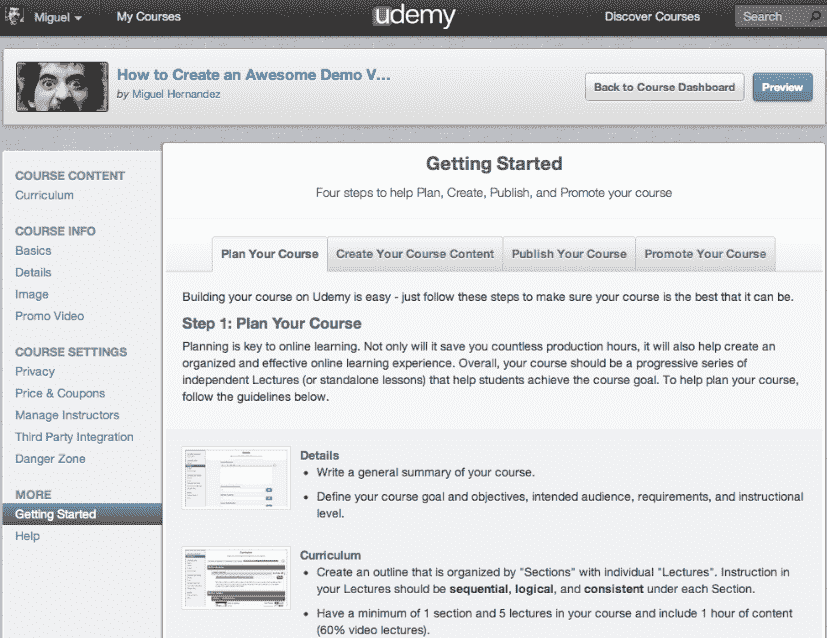 Miguel
My Courses
udemy
Discover Courses
Search
How to Create an Awesome Demo V...
by Miguel Hernandez
Back to Course Dashboard
Preview
COURSE CONTENT
Curriculum
COURSE INFO
Basics
Details
Image
Promo Video
COURSE SETTINGS
Privacy
Price & Coupons
Manage Instructors
Third Party Integration
Danger Zone
MORE
Getting Started
Help
Getting Started
Four steps to help Plan, Create, Publish, and Promote your course
Plan Your Course
Create Your Course Content
Publish Your Course
Promote Your Course
Building your course on Udemy is easy - just follow these steps to make sure your course is the best that it can be.
Step 1: Plan Your Course
Planning is key to online learning. Not only will it save you countless production hours, it will also help create an
organized and effective online learning experience. Overall, your course should be a progressive series of
independent Lectures (or standalone lessons) that help students achieve the course goal. To help plan your course,
follow the guidelines below.
Details
• Write a general summary of your course.
• Define your course goal and objectives, intended audience, requirements, and instructional
level.
Curriculum
• Create an outline that is organized by "Sections" with individual "Lectures". Instruction in
your Lectures should be sequential, logical, and consistent under each Section.
• Have a minimum of 1 section and 5 lectures in your course and include 1 hour of content
(60% video lectures).